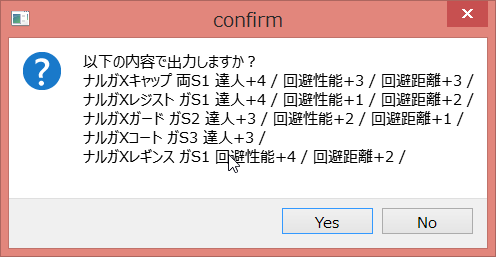 confirm
以下の内容で出力しますか？
ナルガXキャップ 両S1 達人+4 / 回避性能+3 / 回避距離+3 /
ナルガXレジスト ガS1 達人+4 / 回避性能+1 / 回避距離+2 /
ナルガXガード ガS2 達人+3 / 回避性能+2 / 回避距離+1 /
ナルガXコート ガS3 達人+3 /
ナルガXレギンス ガS1 回避性能+4 / 回避距離+2 /
Yes No